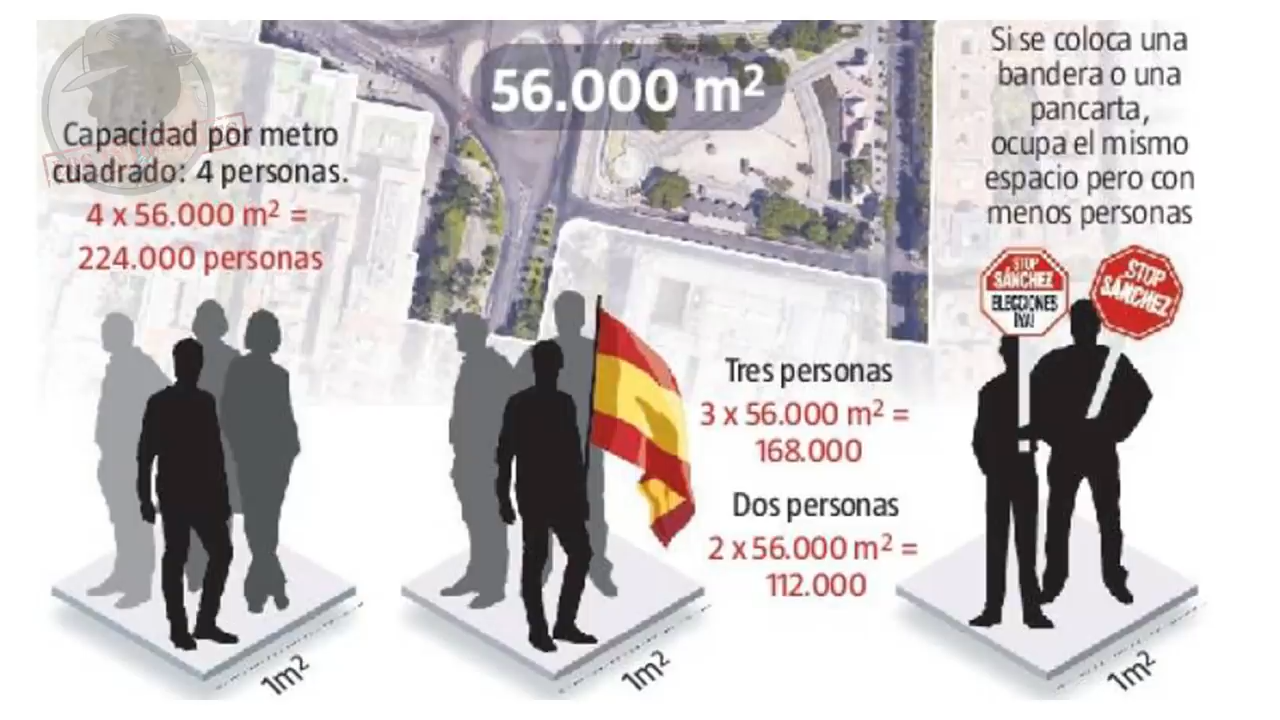 56.000 m²
Capacidad por metro
cuadrado: 4 personas.
4 x 56.000 m² =
224.000 personas
Si se coloca una
bandera o una
pancarta,
ocupa el mismo
espacio pero con
menos personas
STOP
SÁNCHEZ
ELECCIONES
¡YA!
STOP
SÁNCHEZ
Tres personas
3 x 56.000 m² =
168.000
Dos personas
2 x 56.000 m² =
112.000
1m²
1m²
1m²